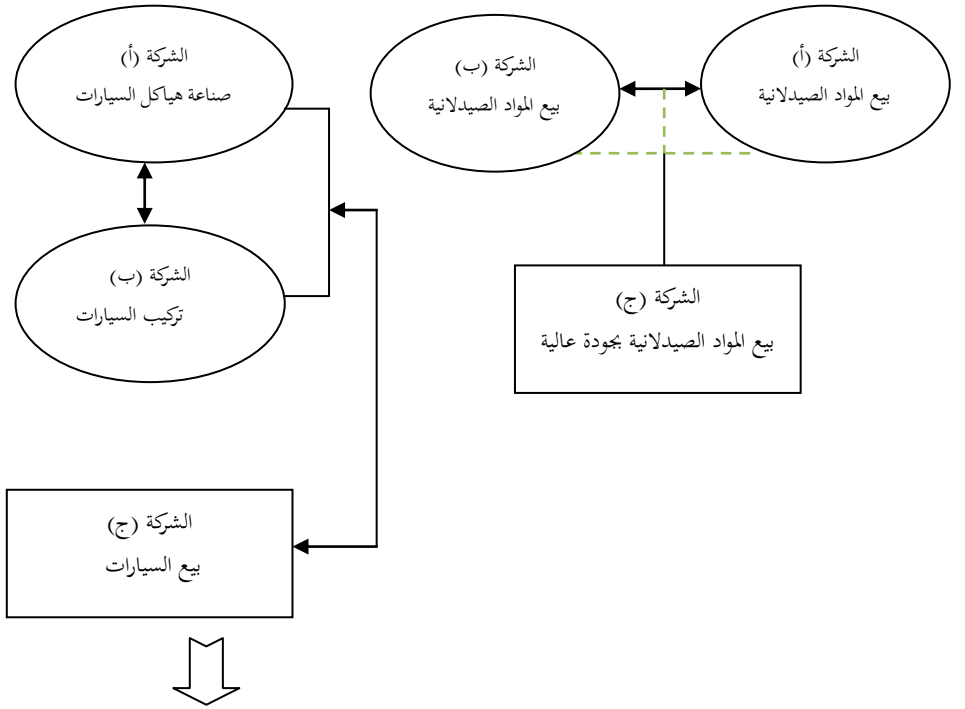 الشركة (أ)
بيع المواد الصيدلانية
الشركة (ب)
بيع المواد الصيدلانية
الشركة (ج)
بيع المواد الصيدلانية بجودة عالية
الشركة (أ)
صناعة هياكل السيارات
الشركة (ب)
تركيب السيارات
الشركة (ج)
بيع السيارات